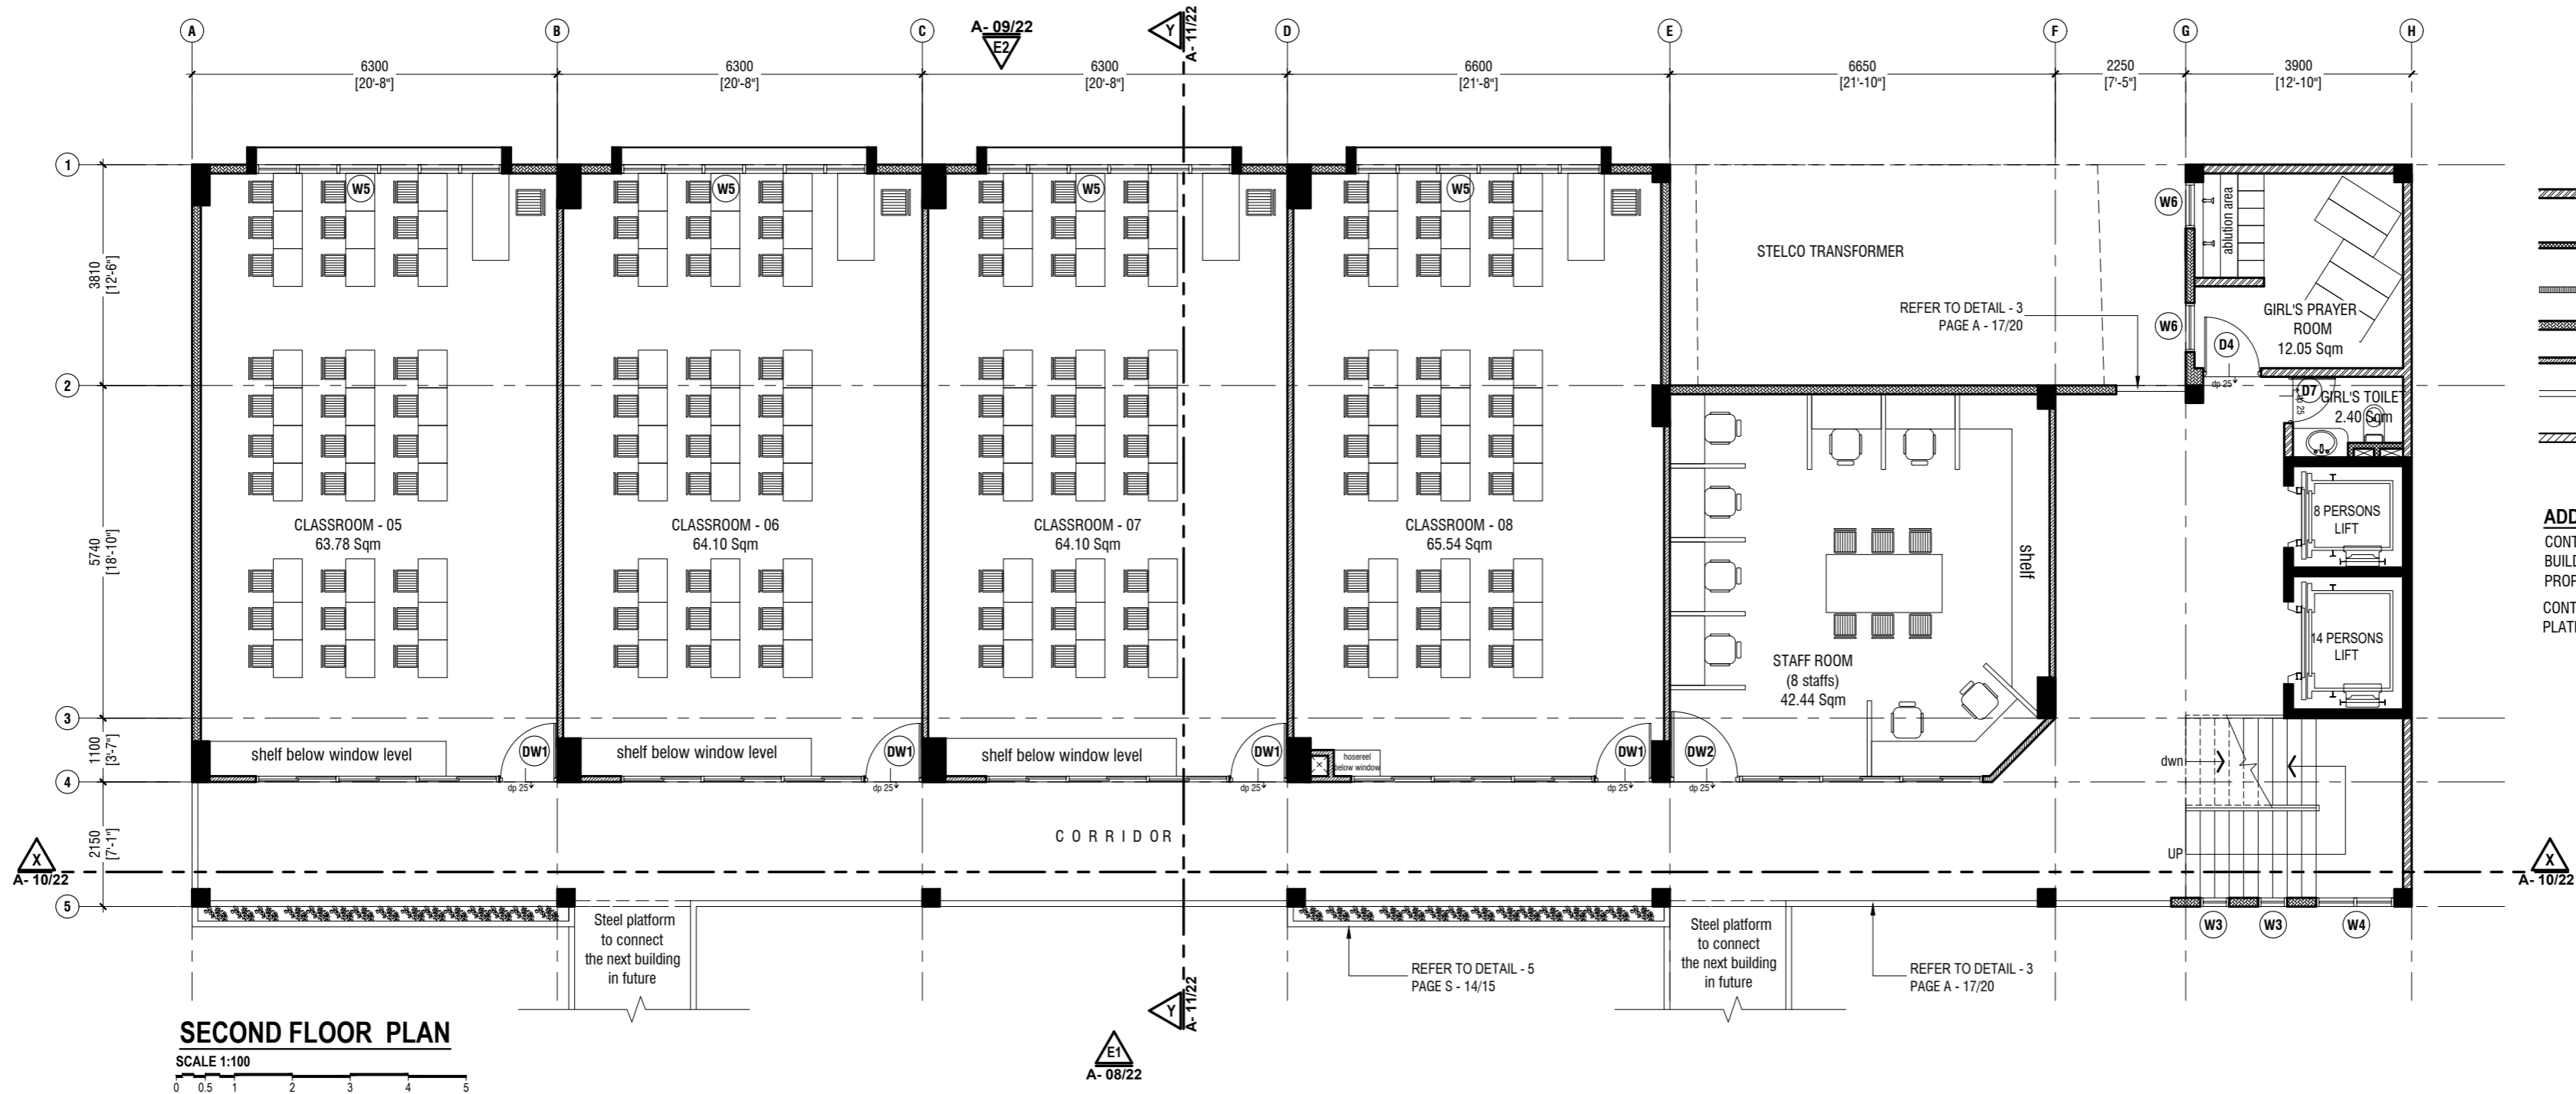 A
B
C
A- 09/22
E2
Y
A- 11/22
D
E
F
G
H
6300
[20'-8"]
6300
[20'-8"]
6300
[20'-8"]
6600
[21'-8"]
6650
[21'-10"]
2250
[7'-5"]
3900
[12'-10"]
1
2
3
4
5
3810
[12'-6"]
5740
[18'-10"]
1100
[3'-7"]
2150
[7'-1"]
W5
W5
W5
W5
W6
W6
ablution area
STELCO TRANSFORMER
REFER TO DETAIL - 3
PAGE A - 17/20
GIRL'S PRAYER
ROOM
12.05 Sqm
D4
dp 25
D7
dp 25
GIRL'S TOILET
2.40 Sqm
CLASSROOM - 05
63.78 Sqm
CLASSROOM - 06
64.10 Sqm
CLASSROOM - 07
64.10 Sqm
CLASSROOM - 08
65.54 Sqm
shelf
STAFF ROOM
(8 staffs)
42.44 Sqm
8 PERSONS
LIFT
14 PERSONS
LIFT
ADD
CONT
BUILD
PROP
CONT
PLAT
shelf below window level
DW1
shelf below window level
DW1
shelf below window level
DW1
hosereel
below window
DW1
DW2
dp 25
dp 25
dp 25
dp 25
dp 25
dwn
UP
C O R R I D O R
X
A- 10/22
X
A- 10/22
W3
W3
W4
Steel platform
to connect
the next building
in future
Steel platform
to connect
the next building
in future
REFER TO DETAIL - 5
PAGE S - 14/15
REFER TO DETAIL - 3
PAGE A - 17/20
Y
A- 11/22
E1
A- 08/22
SECOND FLOOR PLAN
SCALE 1:100
0 0.5 1 2 3 4 5